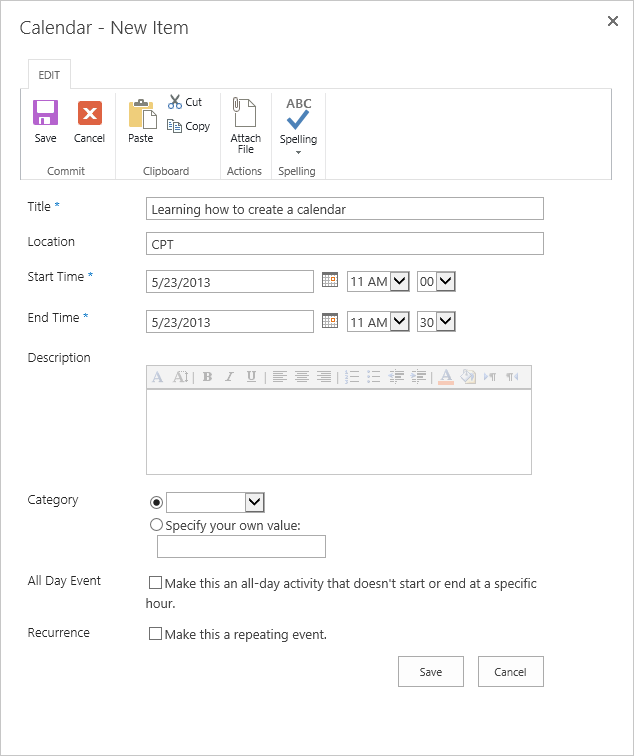 Calendar - New Item
EDIT
Save
Cancel
Paste
Cut
Copy
Attach
File
ABC
Spelling
Commit
Clipboard
Actions
Spelling
Title *
Learning how to create a calendar
Location
CPT
Start Time *
5/23/2013
11 AM
00
End Time *
5/23/2013
11 AM
30
Description
A A B I U A
Category
Specify your own value:
All Day Event
Make this an all-day activity that doesn't start or end at a specific
hour.
Recurrence
Make this a repeating event.
Save
Cancel